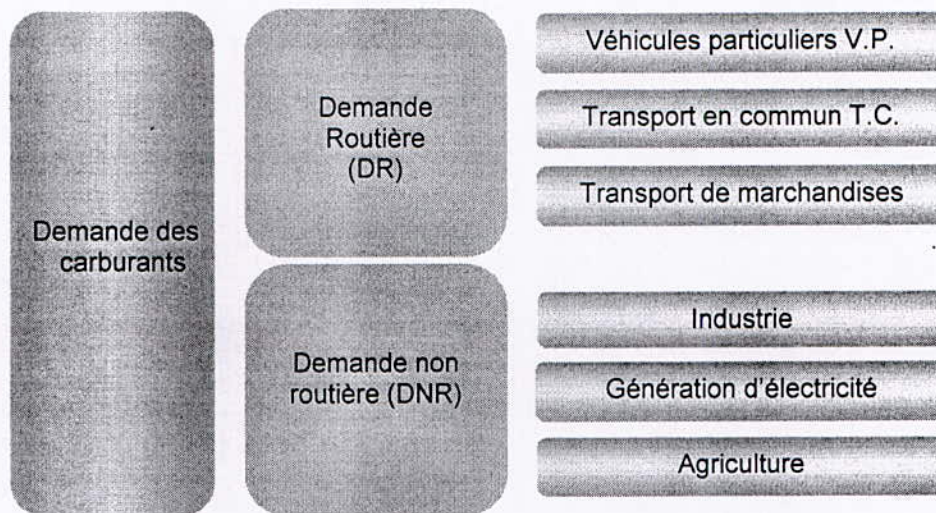 Demande des
carburants
Demande
Routière
(DR)
Véhicules particuliers V.P.
Transport en commun T.C.
Transport de marchandises
Demande non
routière (DNR)
Industrie
Génération d'électricité
Agriculture